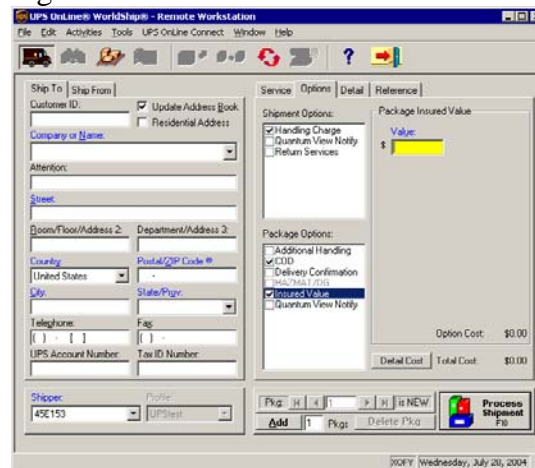 UPS OnLine® WorldShip® - Remote Workstation
File Edit Activities Tools UPS OnLine Connect Window Help
Ship To Ship From
Customer ID:
Update Address Book
Residential Address
Company or Name:
Attention:
Street:
Room/Floor/Address 2: Department/Address 3:
Country: Postal/ZIP Code ®:
United States -
City: State/Prov:
Telephone: Fax:
( ) - [ ] ( ) -
UPS Account Number: Tax ID Number:
Shipper: Profile:
45E153 UPStest
Service Options Detail Reference
Shipment Options:
Handling Charge
Quantum View Notify
Return Services
Package Options:
Additional Handling
COD
Delivery Confirmation
HAZMAT/DG
Insured Value
Quantum View Notify
Package Insured Value
Value:
$
Option Cost: $0.00
Detail Cost Total Cost: $0.00
Pkg: 1 is NEW
Add 1 Pkgs Delete Pkg
Process Shipment F10
XOFY Wednesday, July 28, 2004